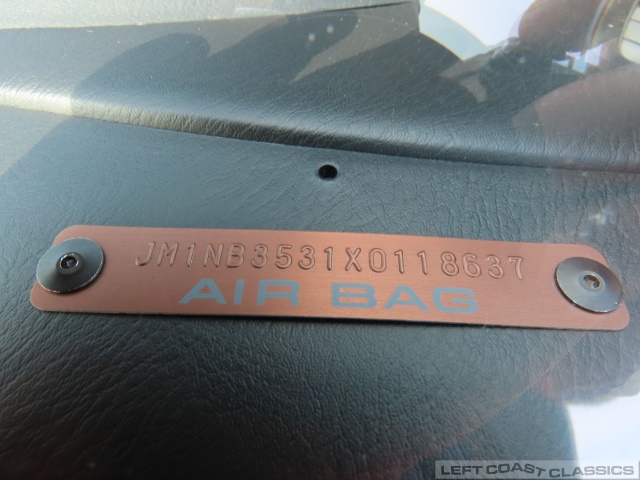 JM1NB3531X0118637
AIR BAG
LEFT COAST CLASSICS